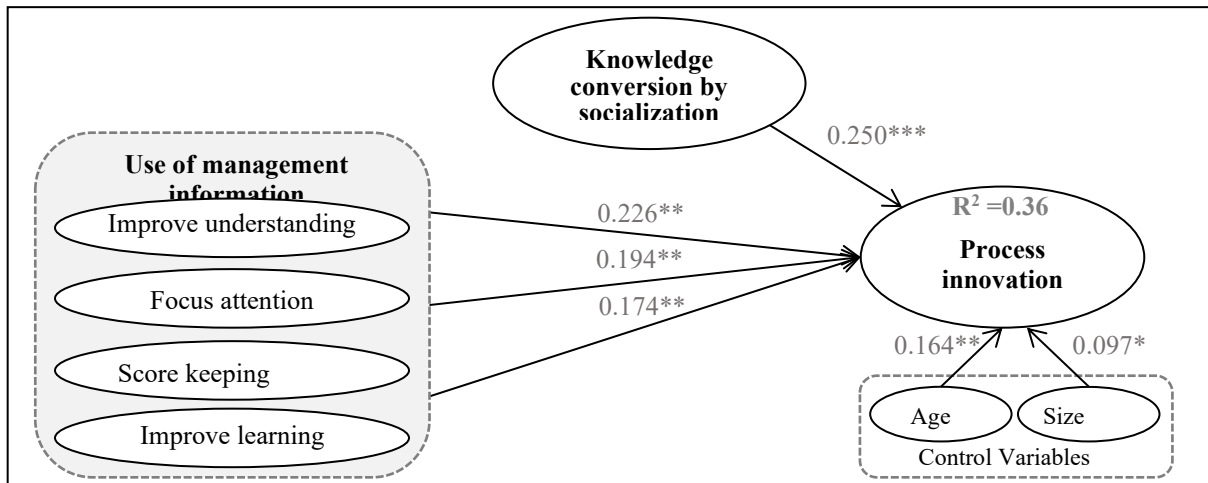 Knowledge
conversion by
socialization
0.250***
Use of management
information
Improve understanding
Focus attention
Score keeping
Improve learning
0.226**
0.194**
0.174**
R² =0.36
Process
innovation
0.164**
0.097*
Age
Size
Control Variables